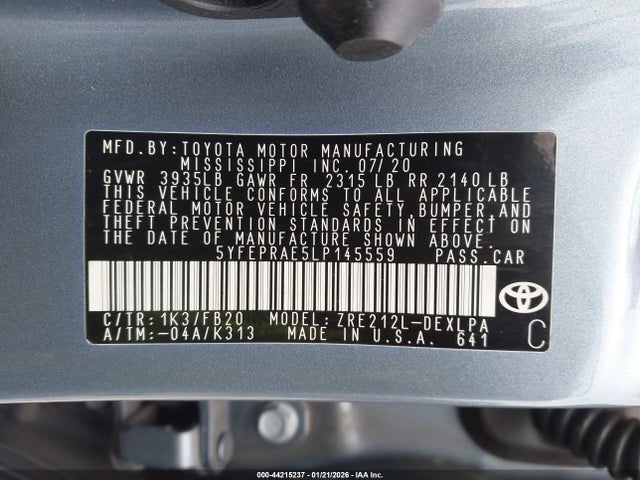 MFD.BY:TOYOTA MOTOR MANUFACTURING
MISSISSIPPI INC. 07/20
GVWR 3935LB GAWR FR 2315 LB RR 2140 LB
THIS VEHICLE CONFORMS TO ALL APPLICABLE
FEDERAL MOTOR VEHICLE SAFETY,BUMPER,AND
THEFT PREVENTION STANDARDS IN EFFECT ON
THE DATE OF MANUFACTURE SHOWN ABOVE.
5YFEPRAE5LP145559 PASS.CAR
C/TR: 1K3/FB20 MODEL: ZRE212L-DEXLPA
A/TM:-04A/K313 MADE IN U.S.A. 641
C
000-44215237 - 01/21/2026 - IAA Inc.